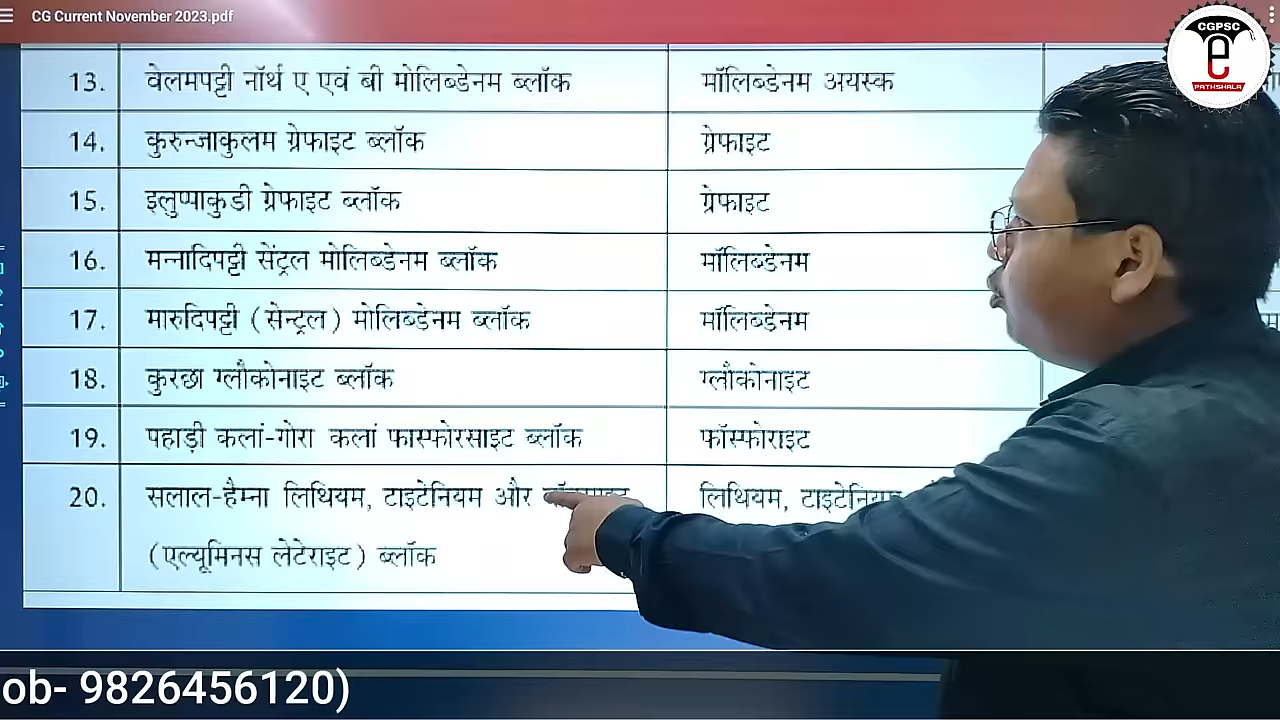 CG Current November 2023.pdf
CGPSC
e
PATHSHALA
13. वेलमपट्टी नॉर्थ ए एवं बी मोलिब्डेनम ब्लॉक मॉलिब्डेनम अयस्क
14. कुरुन्जाकुलम ग्रेफाइट ब्लॉक ग्रेफाइट
15. इलुप्पाकुडी ग्रेफाइट ब्लॉक ग्रेफाइट
16. मन्नादिपट्टी सेंट्रल मोलिब्डेनम ब्लॉक मॉलिब्डेनम
17. मारुदिपट्टी (सेन्ट्रल) मोलिब्डेनम ब्लॉक मॉलिब्डेनम
18. कुरछा ग्लौकोनाइट ब्लॉक ग्लौकोनाइट
19. पहाड़ी कलां-गोरा कलां फास्फोरसाइट ब्लॉक फॉस्फोराइट
20. सलाल-हैम्ना लिथियम, टाइटेनियम और लिथियम,
(एल्यूमिनस लेटेराइट) ब्लॉक
ob- 9826456120)